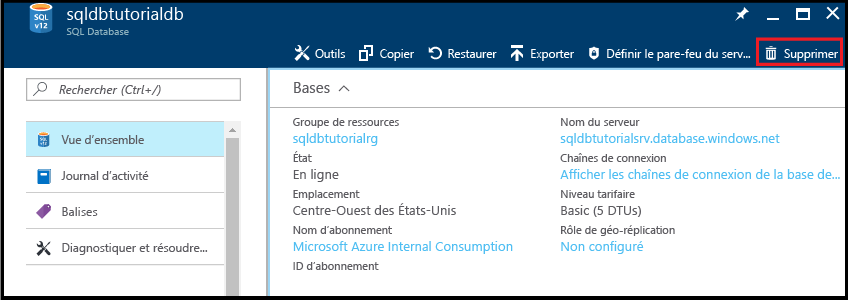 SQL
v12
sqldbtutorialdb
SQL Database
Outils
Copier
Restaurer
Exporter
Définir le pare-feu du serv...
Supprimer
Rechercher (Ctrl+/)
Vue d'ensemble
Journal d'activité
Balises
Diagnostiquer et résoudre...
Bases
Groupe de ressources
sqldbtutorialrg
État
En ligne
Emplacement
Centre-Ouest des États-Unis
Nom d'abonnement
Microsoft Azure Internal Consumption
ID d'abonnement
Nom du serveur
sqldbtutorialsrv.database.windows.net
Chaînes de connexion
Afficher les chaînes de connexion de la base de...
Niveau tarifaire
Basic (5 DTUs)
Rôle de géo-réplication
Non configuré